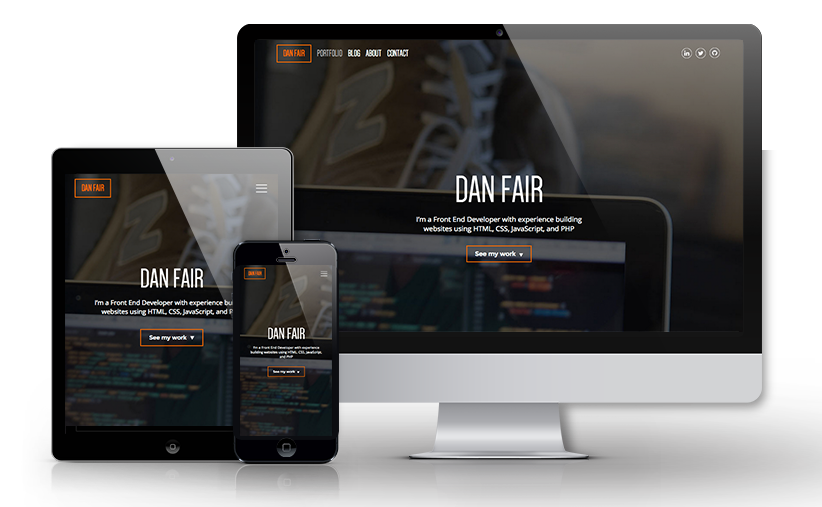 DAN FAIR PORTFOLIO BLOG ABOUT CONTACT
DAN FAIR
I'm a Front End Developer with experience building
websites using HTML, CSS, JavaScript, and PHP
See my work ▼
DAN FAIR
DAN FAIR
I'm a Front End Developer with experience bu
websites using HTML, CSS, JavaScript, and P
See my work ▼
DAN FAIR
DAN FAIR
I'm a Front End Developer with experience
building websites using HTML, CSS, JavaScript,
and PHP
See my work ▼